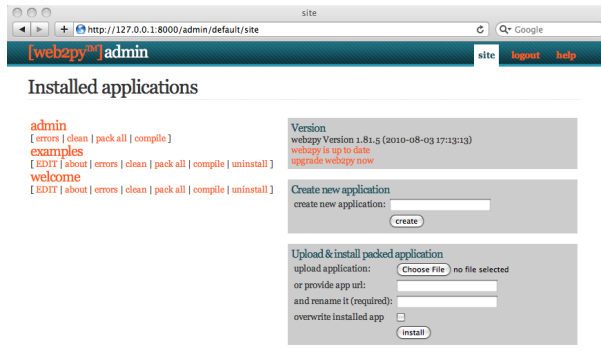 site
http://127.0.0.1:8000/admin/default/site
Google
[web2py™]admin
site logout help
Installed applications
admin
[ errors | clean | pack all | compile ]
examples
[ EDIT | about | errors | clean | pack all | compile | uninstall ]
welcome
[ EDIT | about | errors | clean | pack all | compile | uninstall ]
Version
web2py Version 1.81.5 (2010-08-03 17:13:13)
web2py is up to date
upgrade web2py now
Create new application
create new application:
create
Upload & install packed application
upload application: Choose File no file selected
or provide app url:
and rename it (required):
overwrite installed app
install